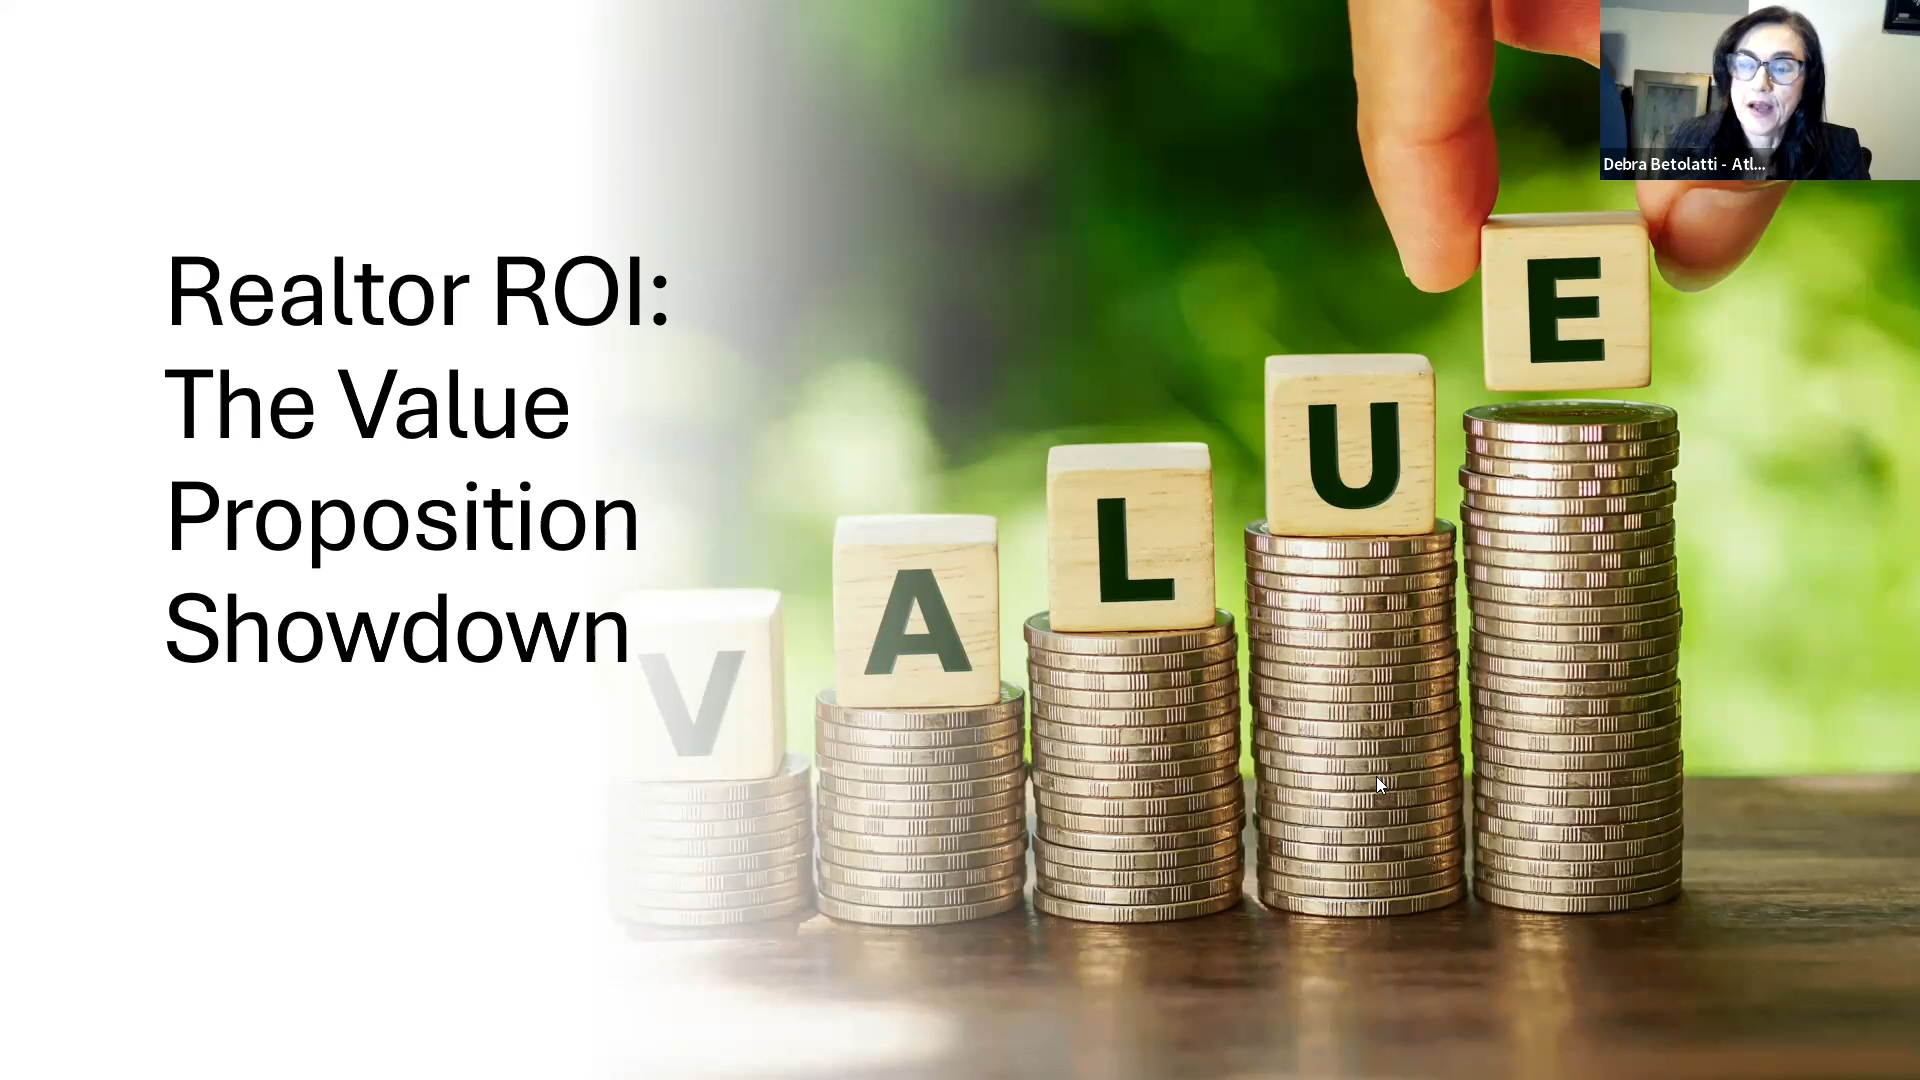 Realtor ROI:
The Value
Proposition
Showdown
V
A
L
U
E
Debra Betolatti - Atl...